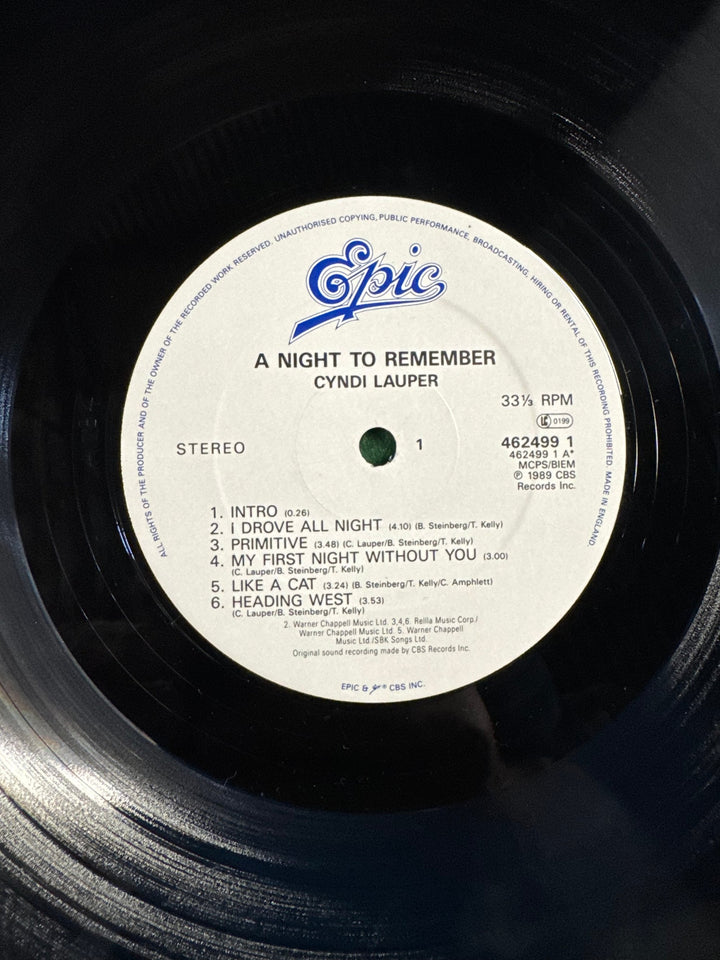 ALL RIGHTS OF THE PRODUCER AND OF THE OWNER OF THE RECORDED WORK RESERVED. UNAUTHORISED COPYING, PUBLIC PERFORMANCE, BROADCASTING, HIRING OR RENTAL OF THIS RECORDING PROHIBITED. MADE IN ENGLAND.
Epic
A NIGHT TO REMEMBER
CYNDI LAUPER
33⅓ RPM
LC 0199
STEREO
1
462499 1
462499 1 A*
MCPS/BIEM
℗ 1989 CBS
Records Inc.
1. INTRO (0.26)
2. I DROVE ALL NIGHT (4.10) (B. Steinberg/T. Kelly)
3. PRIMITIVE (3.48) (C. Lauper/B. Steinberg/T. Kelly)
4. MY FIRST NIGHT WITHOUT YOU (3.00)
(C. Lauper/B. Steinberg/T. Kelly)
5. LIKE A CAT (3.24) (B. Steinberg/T. Kelly/C. Amphlett)
6. HEADING WEST (3.53)
(C. Lauper/B. Steinberg/T. Kelly)
2. Warner Chappell Music Ltd. 3,4,6. Rellla Music Corp./
Warner Chappell Music Ltd. 5. Warner Chappell
Music Ltd./SBK Songs Ltd.
Original sound recording made by CBS Records Inc.
EPIC & ® CBS INC.